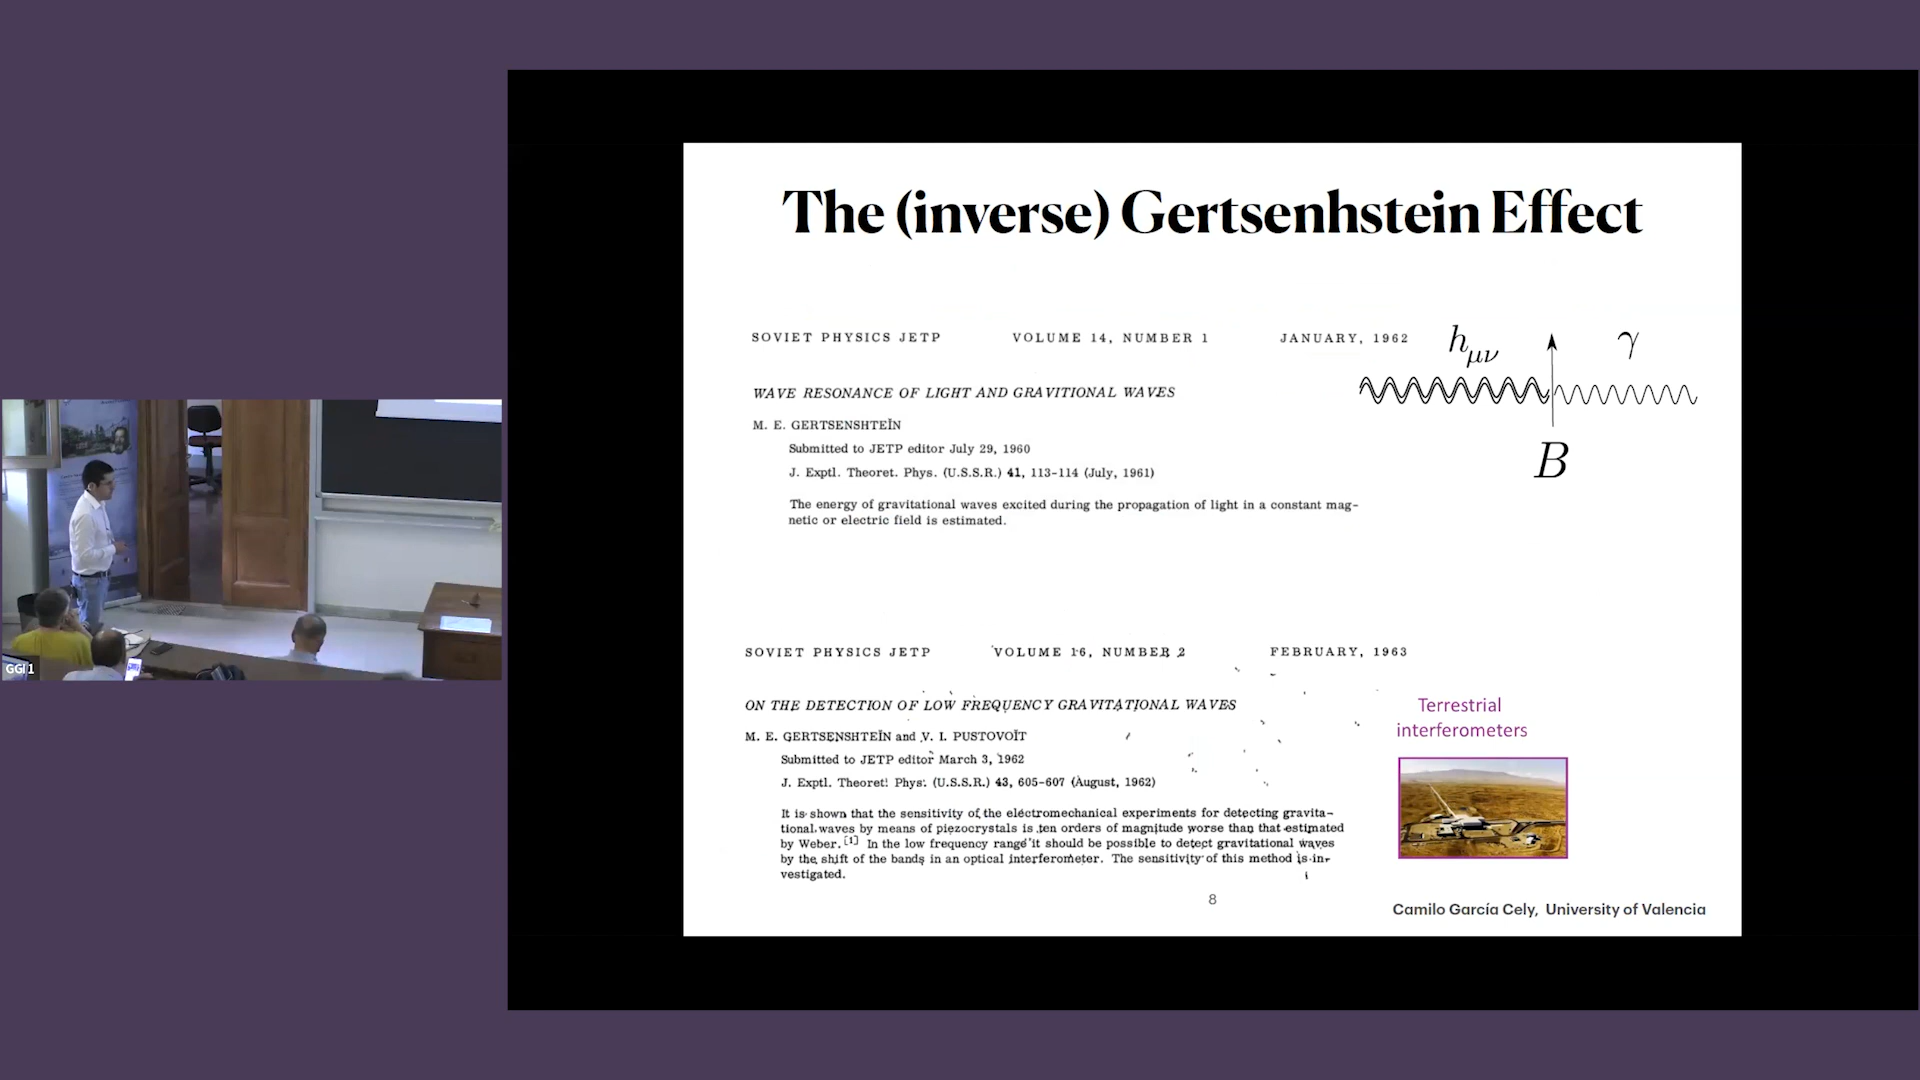 The (inverse) Gertsenhstein Effect
SOVIET PHYSICS JETP VOLUME 14, NUMBER 1 JANUARY, 1962
WAVE RESONANCE OF LIGHT AND GRAVITIONAL WAVES
M. E. GERTSENSHTEĬN
Submitted to JETP editor July 29, 1960
J. Exptl. Theoret. Phys. (U.S.S.R.) 41, 113-114 (July, 1961)
The energy of gravitational waves excited during the propagation of light in a constant mag-
netic or electric field is estimated.
hμν
γ
B
SOVIET PHYSICS JETP VOLUME 16, NUMBER 2 FEBRUARY, 1963
ON THE DETECTION OF LOW FREQUENCY GRAVITATIONAL WAVES
M. E. GERTSENSHTEĬN and V. I. PUSTOVOĬT
Submitted to JETP editor March 3, 1962
J. Exptl. Theoret. Phys. (U.S.S.R.) 43, 605-607 (August, 1962)
It is shown that the sensitivity of the electromechanical experiments for detecting gravita-
tional waves by means of piezocrystals is ten orders of magnitude worse than that estimated
by Weber.[1] In the low frequency range it should be possible to detect gravitational waves
by the shift of the bands in an optical interferometer. The sensitivity of this method is in-
vestigated.
Terrestrial
interferometers
8
Camilo García Cely, University of Valencia
GGI 1